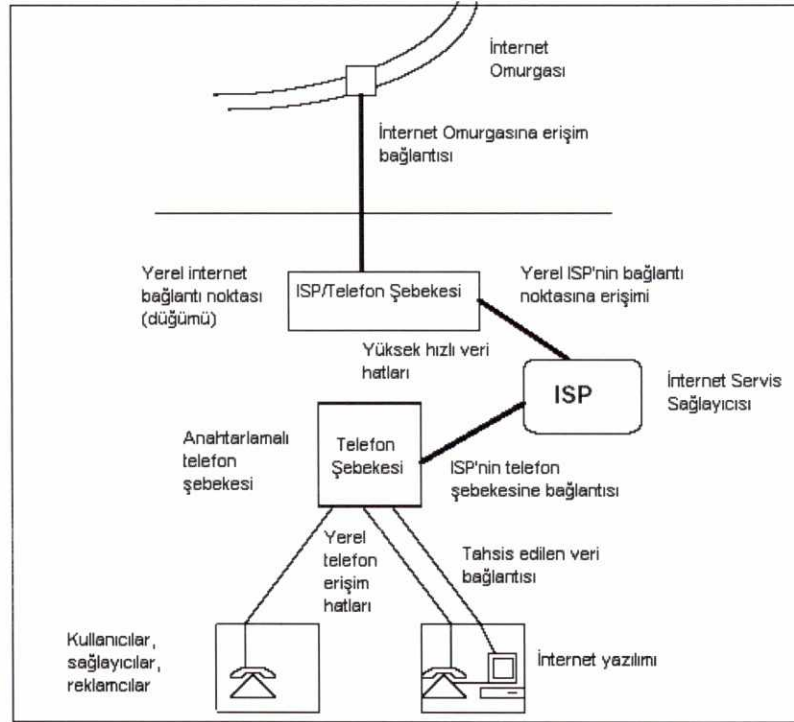 İnternet
Omurgası
İnternet Omurgasına erişim
bağlantısı
Yerel internet
bağlantı noktası
(düğümü)
ISP/Telefon Şebekesi
Yerel ISP'nin bağlantı
noktasına erişimi
Yüksek hızlı veri
hatları
ISP
İnternet Servis
Sağlayıcısı
Anahtarlamalı
telefon
şebekesi
Telefon
Şebekesi
ISP'nin telefon
şebekesine bağlantısı
Yerel
telefon
erişim
hatları
Tahsis edilen veri
bağlantısı
Kullanıcılar,
sağlayıcılar,
reklamcılar
İnternet yazılımı